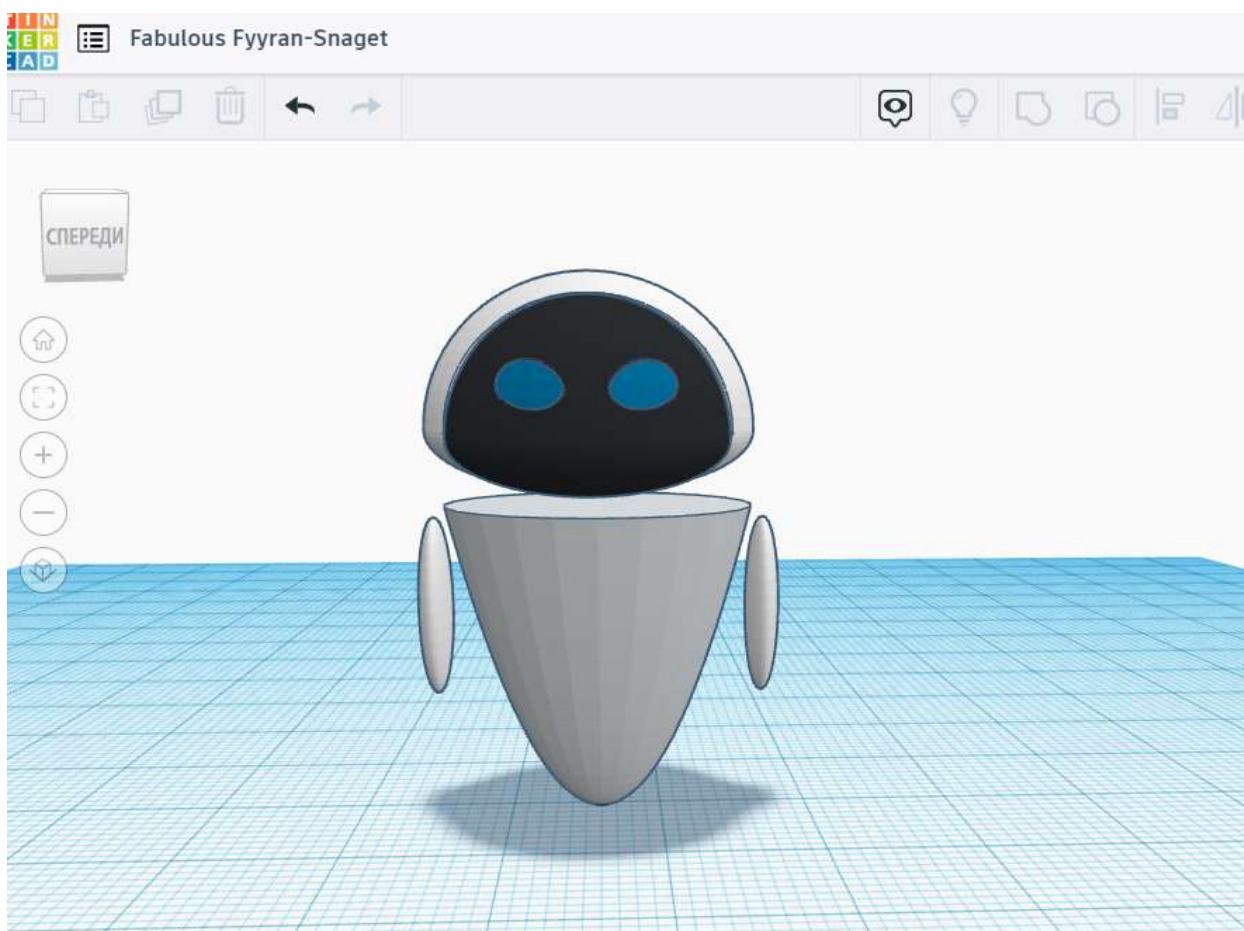 TIN
KER
CAD
Fabulous Fyyran-Snaget
СПЕРЕДИ